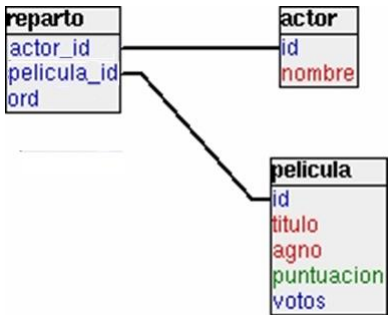 reparto
actor_id
pelicula_id
ord
actor
id
nombre
pelicula
id
titulo
agno
puntuacion
votos